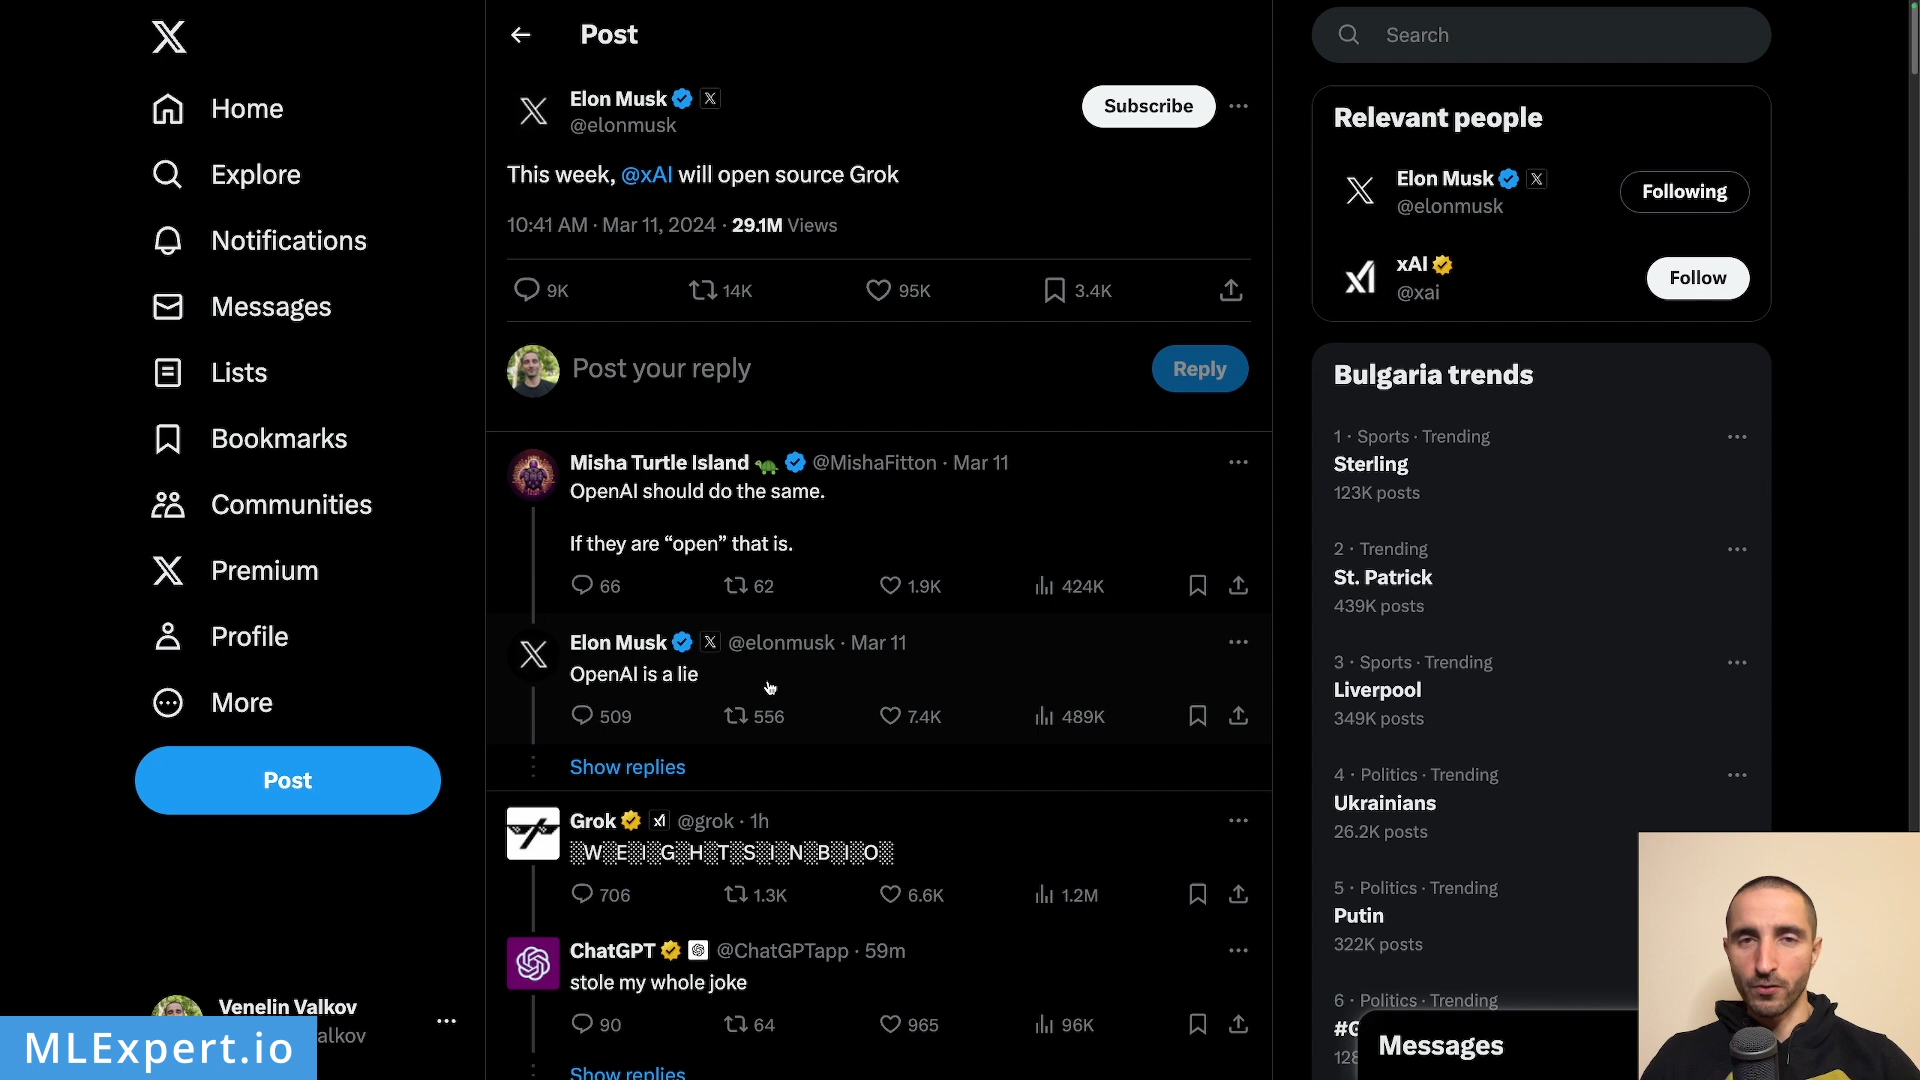 Home
Explore
Notifications
Messages
Lists
Bookmarks
Communities
Premium
Profile
More
Post
Venelin Valkov
alkov
MLExpert.io
Post
Elon Musk
@elonmusk
Subscribe
This week, @xAI will open source Grok
10:41 AM · Mar 11, 2024 · 29.1M Views
9K 14K 95K 3.4K
Post your reply
Reply
Misha Turtle Island 🐢 @MishaFitton · Mar 11
OpenAI should do the same.
If they are “open” that is.
66 62 1.9K 424K
Elon Musk @elonmusk · Mar 11
OpenAI is a lie
509 556 7.4K 489K
Show replies
Grok @grok · 1h
░W░E░I░G░H░T░S░I░N░B░I░O░
706 1.3K 6.6K 1.2M
ChatGPT @ChatGPTapp · 59m
stole my whole joke
90 64 965 96K
Show replies
Search
Relevant people
Elon Musk
@elonmusk
Following
xAI
@xai
Follow
Bulgaria trends
1 · Sports · Trending
Sterling
123K posts
2 · Trending
St. Patrick
439K posts
3 · Sports · Trending
Liverpool
349K posts
4 · Politics · Trending
Ukrainians
26.2K posts
5 · Politics · Trending
Putin
322K posts
6 · Politics · Trending
Messages